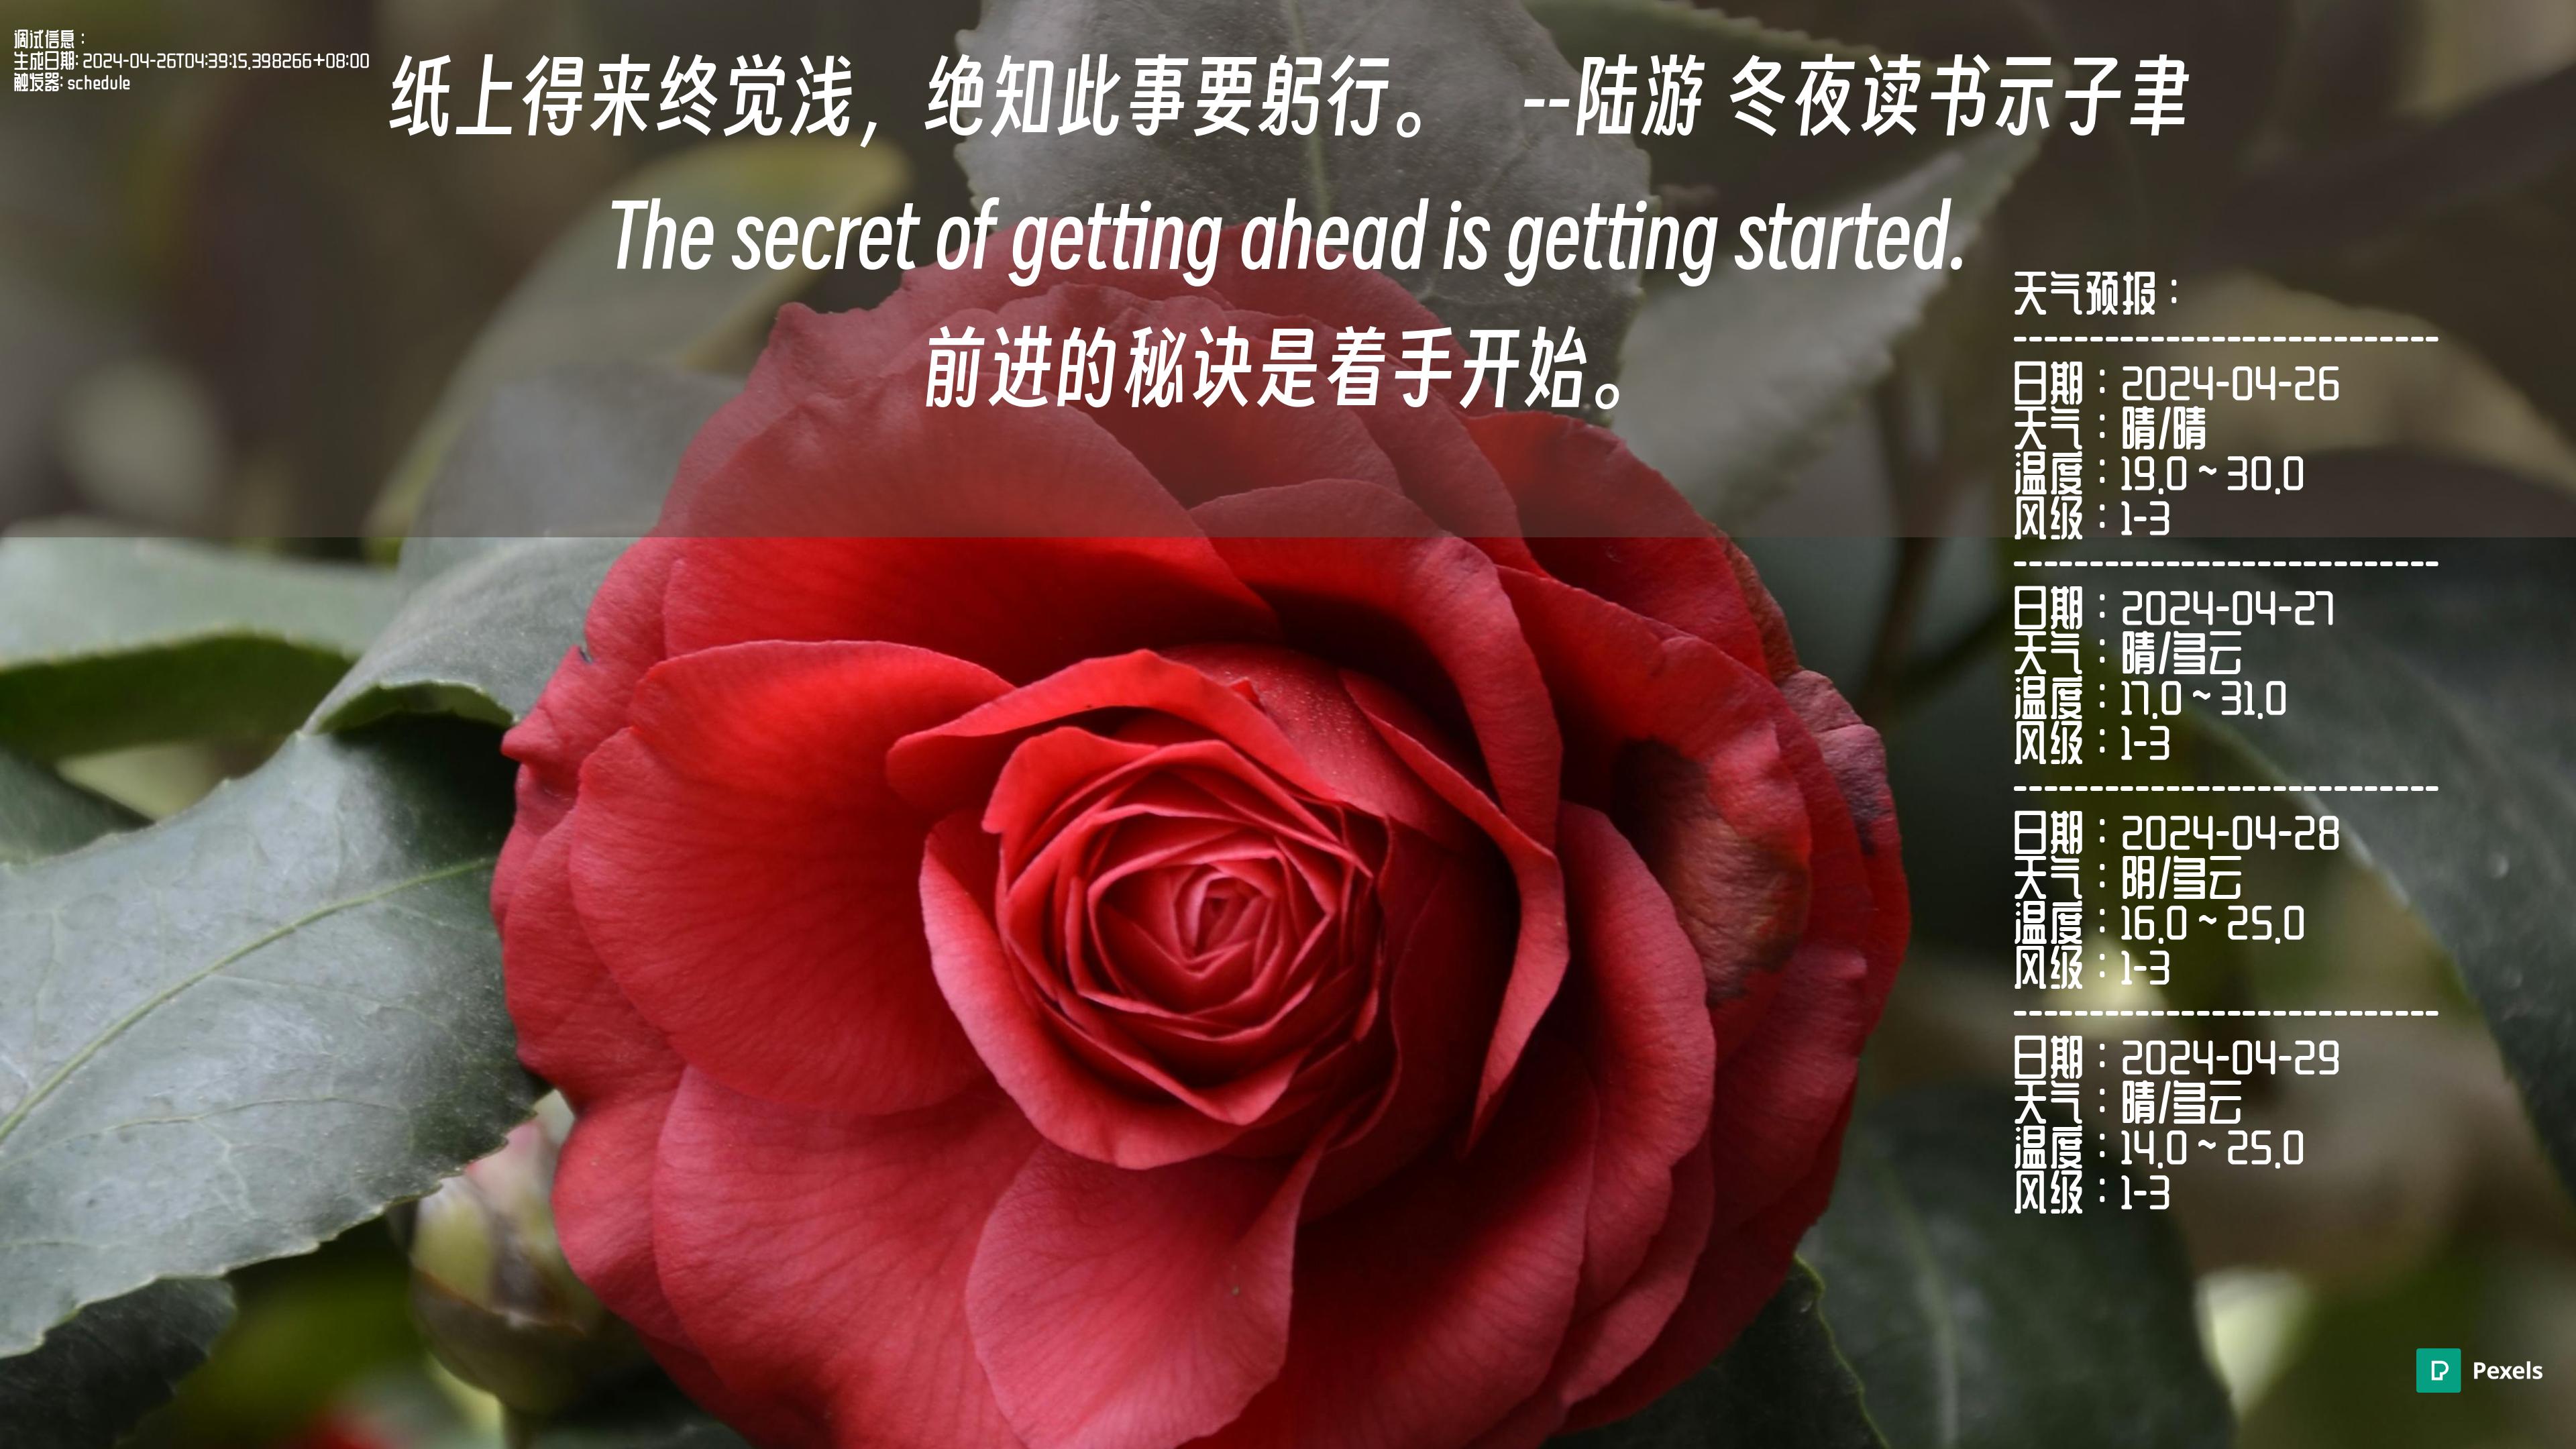 调试信息：
生成日期: 2024-04-26T04:39:15.398266+08:00
触发器: schedule
纸上得来终觉浅，绝知此事要躬行。 --陆游 冬夜读书示子聿
The secret of getting ahead is getting started.
前进的秘诀是着手开始。
天气预报：
----------------------------
日期：2024-04-26
天气：晴/晴
温度：19.0 ~ 30.0
风级：1-3
----------------------------
日期：2024-04-27
天气：晴/多云
温度：17.0 ~ 31.0
风级：1-3
----------------------------
日期：2024-04-28
天气：阴/多云
温度：16.0 ~ 25.0
风级：1-3
----------------------------
日期：2024-04-29
天气：晴/多云
温度：14.0 ~ 25.0
风级：1-3
Pexels